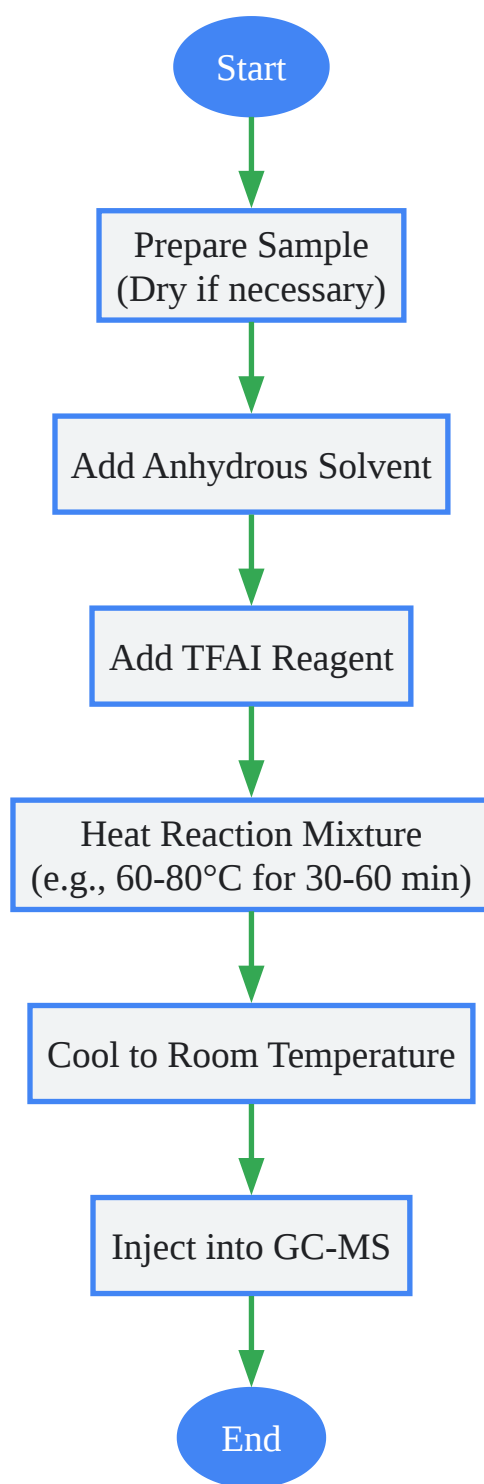 Start
Prepare Sample
(Dry if necessary)
Add Anhydrous Solvent
Add TFAI Reagent
Heat Reaction Mixture
(e.g., 60-80°C for 30-60 min)
Cool to Room Temperature
Inject into GC-MS
End